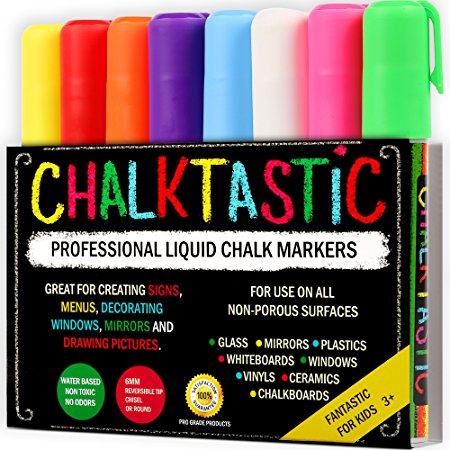 CHALKTASTIC
PROFESSIONAL LIQUID CHALK MARKERS
GREAT FOR CREATING SIGNS,
MENUS, DECORATING
WINDOWS, MIRRORS AND
DRAWING PICTURES.
FOR USE ON ALL
NON-POROUS SURFACES
GLASS MIRRORS PLASTICS
WHITEBOARDS WINDOWS
VINYLS CERAMICS
CHALKBOARDS
WATER BASED
NON TOXIC
NO ODORS
6MM
REVERSIBLE TIP
CHISEL
OR ROUND
SATISFACTION
100%
GUARANTEE
PRO GRADE PRODUCTS
FANTASTIC
FOR KIDS 3+
CHALKTASTIC